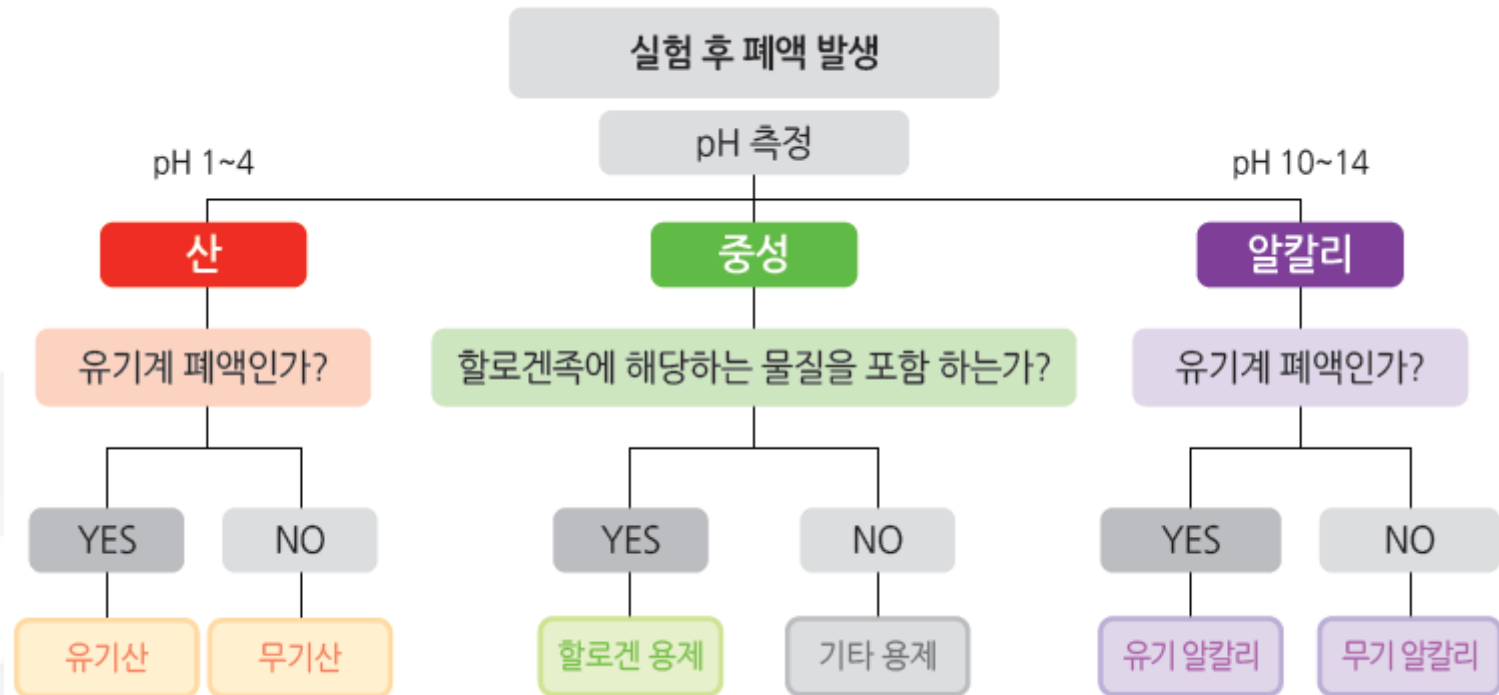 실험 후 폐액 발생
pH 측정
pH 1~4
pH 10~14
산
중성
알칼리
유기계 폐액인가?
할로겐족에 해당하는 물질을 포함 하는가?
유기계 폐액인가?
YES
NO
YES
NO
YES
NO
유기산
무기산
할로겐 용제
기타 용제
유기 알칼리
무기 알칼리